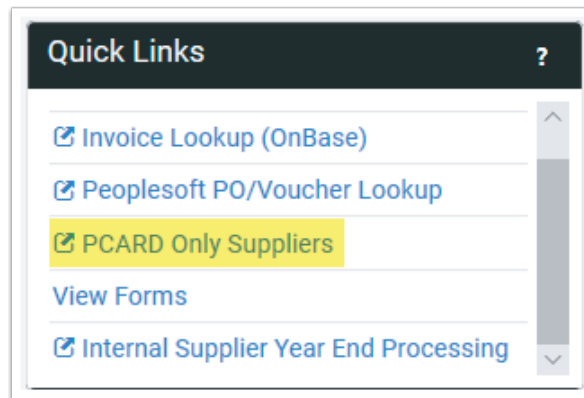 Quick Links ?
Invoice Lookup (OnBase)
Peoplesoft PO/Voucher Lookup
PCARD Only Suppliers
View Forms
Internal Supplier Year End Processing